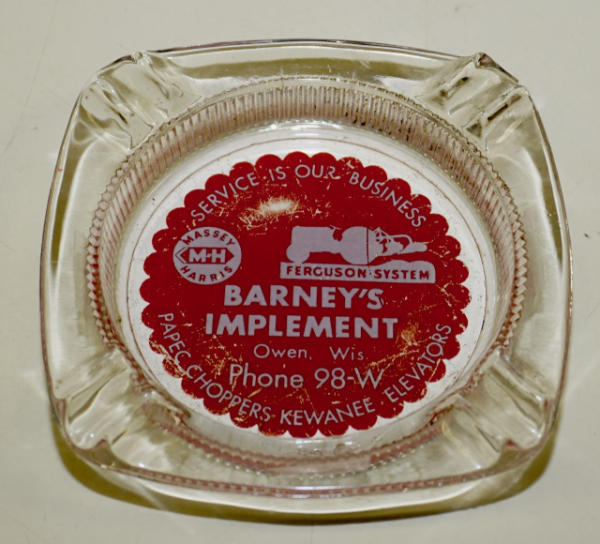 SERVICE IS OUR BUSINESS
MASSEY
M-H
HARRIS
FERGUSON-SYSTEM
BARNEY'S
IMPLEMENT
Owen, Wis.
Phone 98-W
PAPEC CHOPPERS KEWANEE ELEVATORS